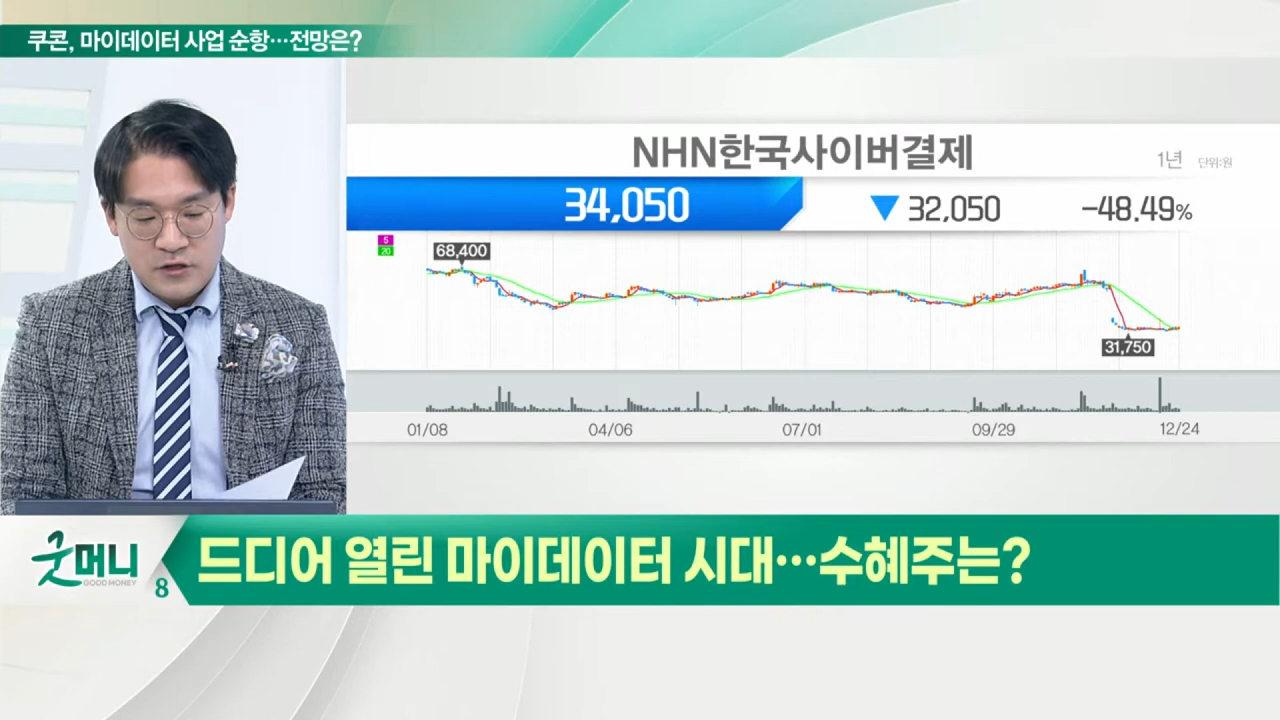 쿠콘, 마이데이터 사업 순항…전망은?
NHN한국사이버결제
1년 단위:원
34,050 ▼ 32,050 -48.49%
5
20
68,400
31,750
01/08 04/06 07/01 09/29 12/24
굿머니
GOOD MONEY
8
드디어 열린 마이데이터 시대…수혜주는?